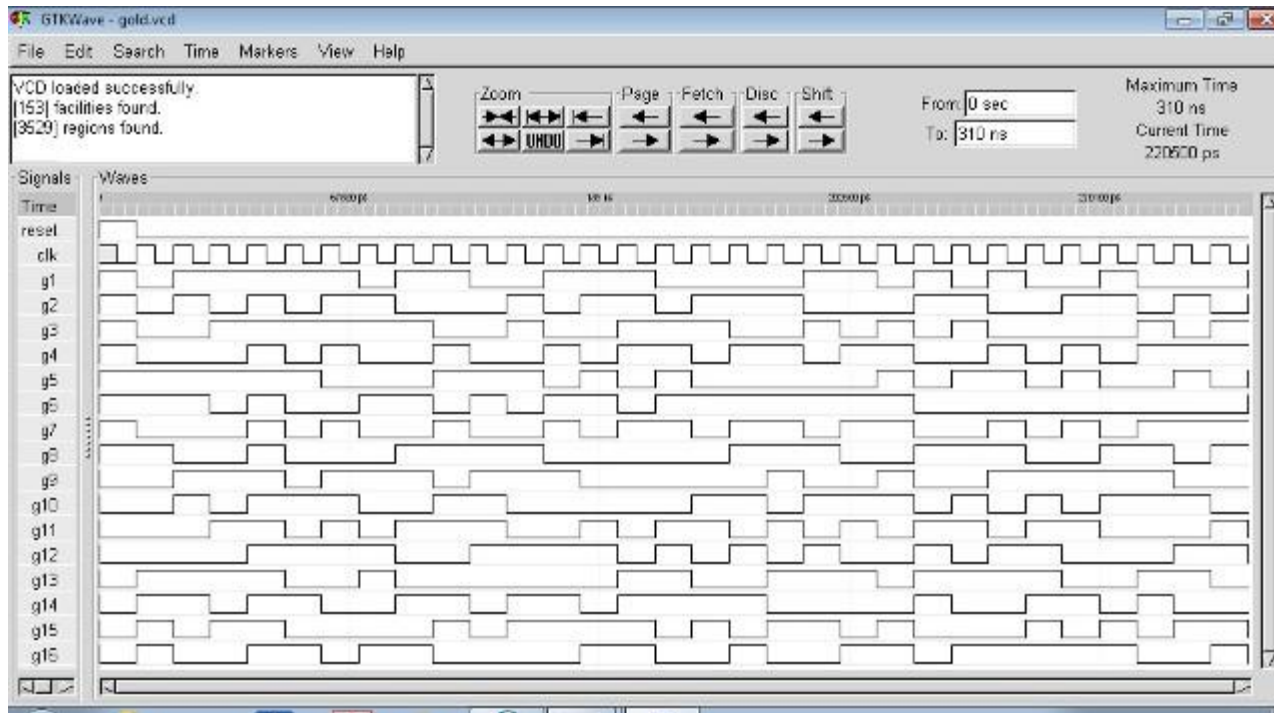 GTKWave - gold.vcd
File Edit Search Time Markers View Help
VCD loaded successfully.
[153] facilities found.
[3529] regions found.
Zoom Page Fetch Disc Shift
UNDO
From: 0 sec
To: 310 ns
Maximum Time
310 ns
Current Time
220500 ps
Signals Waves
Time
reset
clk
g1
g2
g3
g4
g5
g6
g7
g8
g9
g10
g11
g12
g13
g14
g15
g16